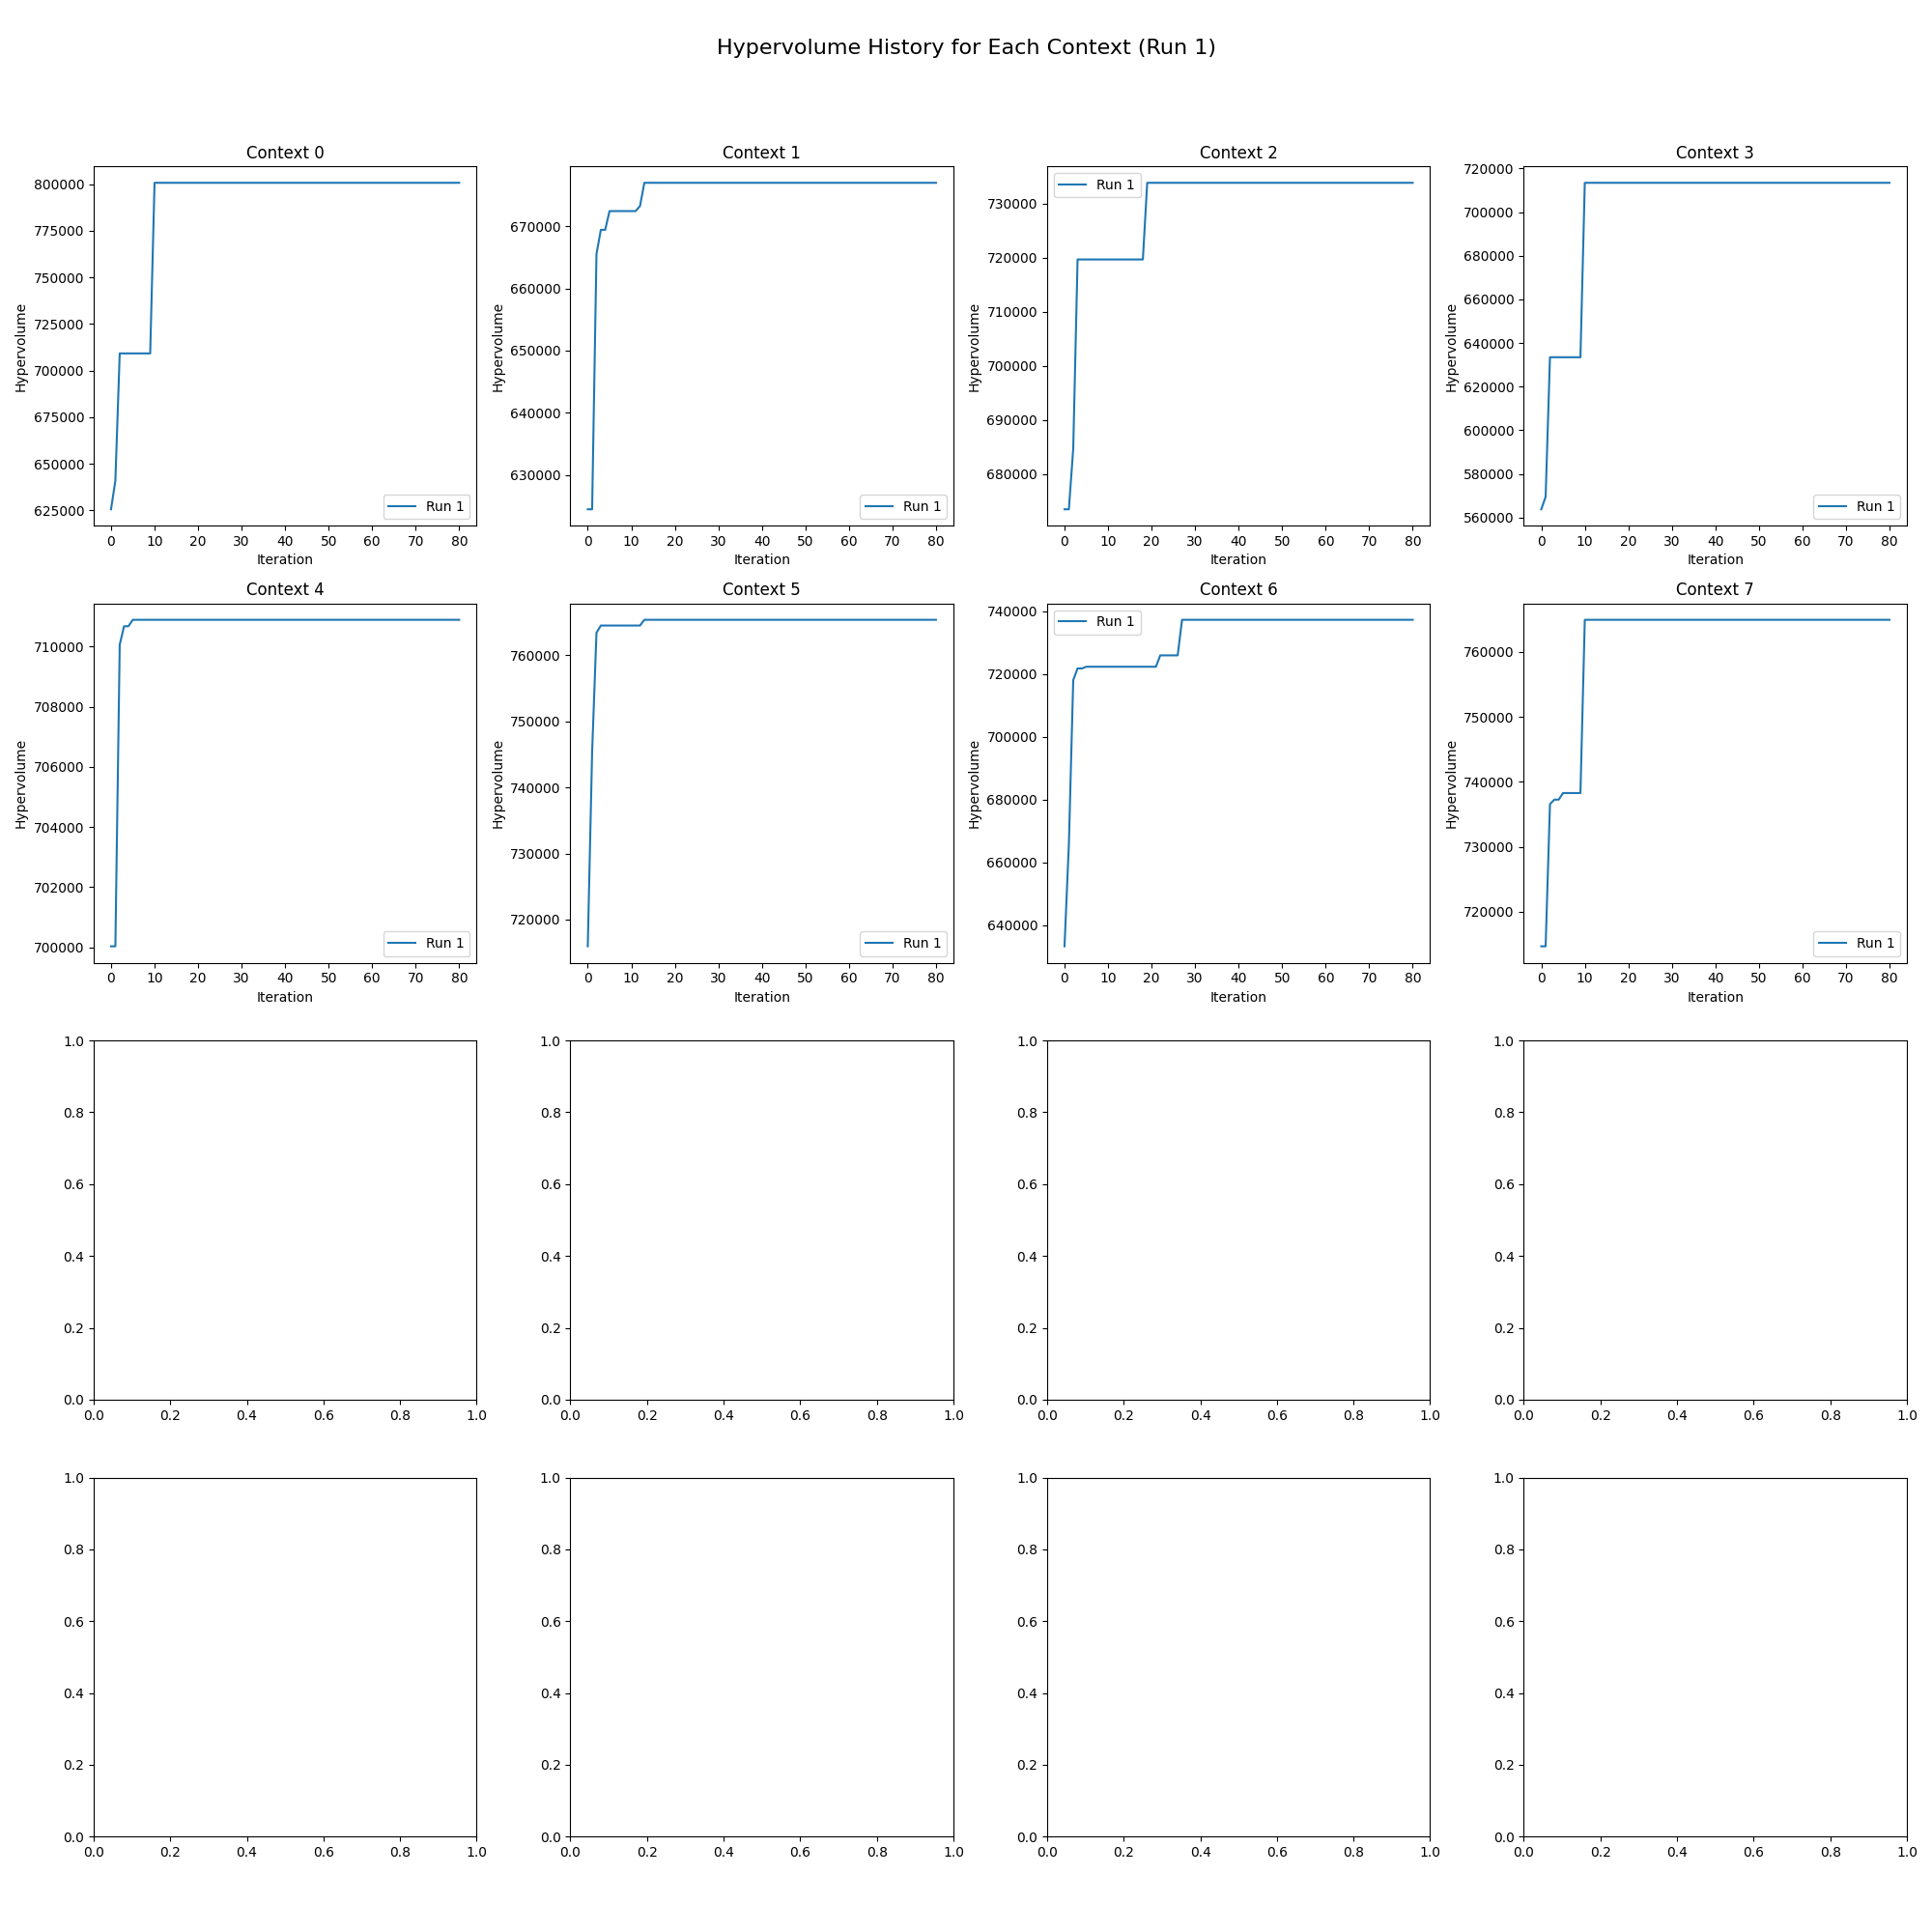 Hypervolume History for Each Context (Run 1)
Context 0
800000
775000
750000
725000
700000
675000
650000
625000
Hypervolume
Run 1
0 10 20 30 40 50 60 70 80
Iteration
Context 1
670000
660000
650000
640000
630000
Hypervolume
Run 1
0 10 20 30 40 50 60 70 80
Iteration
Context 2
730000
720000
710000
700000
690000
680000
Hypervolume
Run 1
0 10 20 30 40 50 60 70 80
Iteration
Context 3
720000
700000
680000
660000
640000
620000
600000
580000
560000
Hypervolume
Run 1
0 10 20 30 40 50 60 70 80
Iteration
Context 4
710000
708000
706000
704000
702000
700000
Hypervolume
Run 1
0 10 20 30 40 50 60 70 80
Iteration
Context 5
760000
750000
740000
730000
720000
Hypervolume
Run 1
0 10 20 30 40 50 60 70 80
Iteration
Context 6
740000
720000
700000
680000
660000
640000
Hypervolume
Run 1
0 10 20 30 40 50 60 70 80
Iteration
Context 7
760000
750000
740000
730000
720000
Hypervolume
Run 1
0 10 20 30 40 50 60 70 80
Iteration
1.0
0.8
0.6
0.4
0.2
0.0
0.0 0.2 0.4 0.6 0.8 1.0
1.0
0.8
0.6
0.4
0.2
0.0
0.0 0.2 0.4 0.6 0.8 1.0
1.0
0.8
0.6
0.4
0.2
0.0
0.0 0.2 0.4 0.6 0.8 1.0
1.0
0.8
0.6
0.4
0.2
0.0
0.0 0.2 0.4 0.6 0.8 1.0
1.0
0.8
0.6
0.4
0.2
0.0
0.0 0.2 0.4 0.6 0.8 1.0
1.0
0.8
0.6
0.4
0.2
0.0
0.0 0.2 0.4 0.6 0.8 1.0
1.0
0.8
0.6
0.4
0.2
0.0
0.0 0.2 0.4 0.6 0.8 1.0
1.0
0.8
0.6
0.4
0.2
0.0
0.0 0.2 0.4 0.6 0.8 1.0